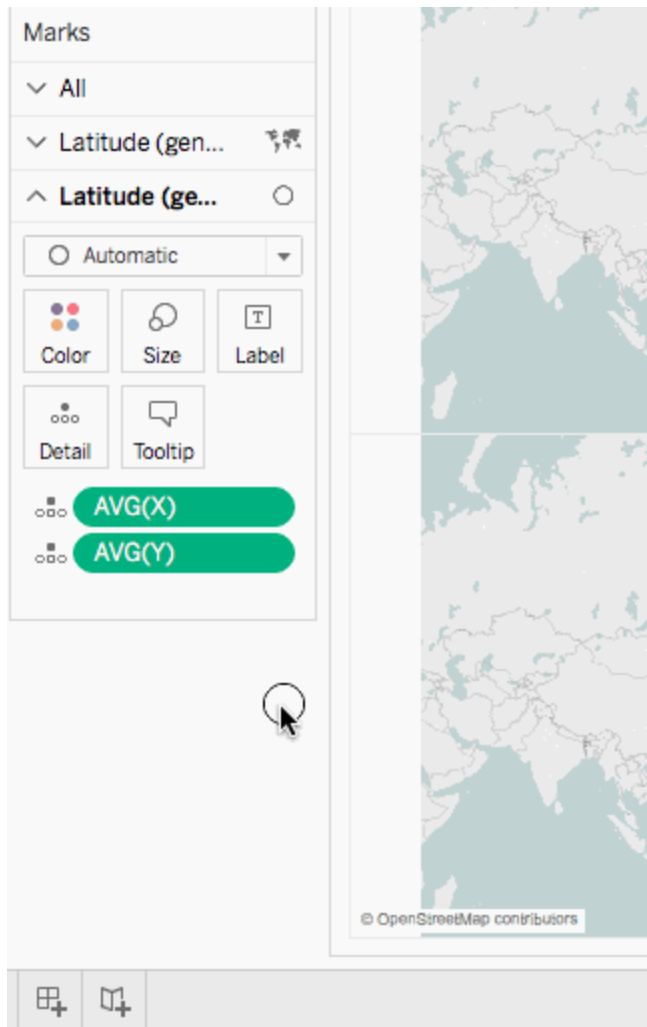 Marks
All
Latitude (gen...
Latitude (ge...
Automatic
Color Size Label
T
Detail Tooltip
AVG(X)
AVG(Y)
© OpenStreetMap contributors